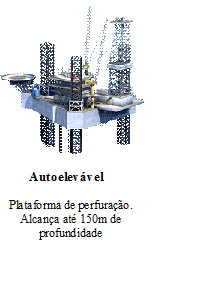 Autoelevável
Plataforma de perfuração.
Alcança até 150m de
profundidade